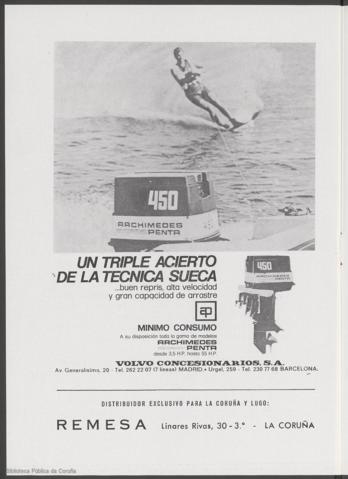 450
ARCHIMEDES
PENTA
450
UN TRIPLE ACIERTO
DE LA TECNICA SUECA
...buen repris, alta velocidad
y gran capacidad de arrastre
ap
MINIMO CONSUMO
A su disposición toda la gama de modelos
ARCHIMEDES
PENTA
desde 3,5 H.P. hasta 55 H.P.
VOLVO CONCESIONARIOS, S.A.
Av. Generalísimo, 20 - Tel. 262 22 07 (7 líneas) MADRID • Urgel, 259 - Tel. 230 77 68 BARCELONA.
DISTRIBUIDOR EXCLUSIVO PARA LA CORUÑA Y LUGO:
REMESA Linares Rivas, 30 - 3.º - LA CORUÑA
Biblioteca Pública da Coruña